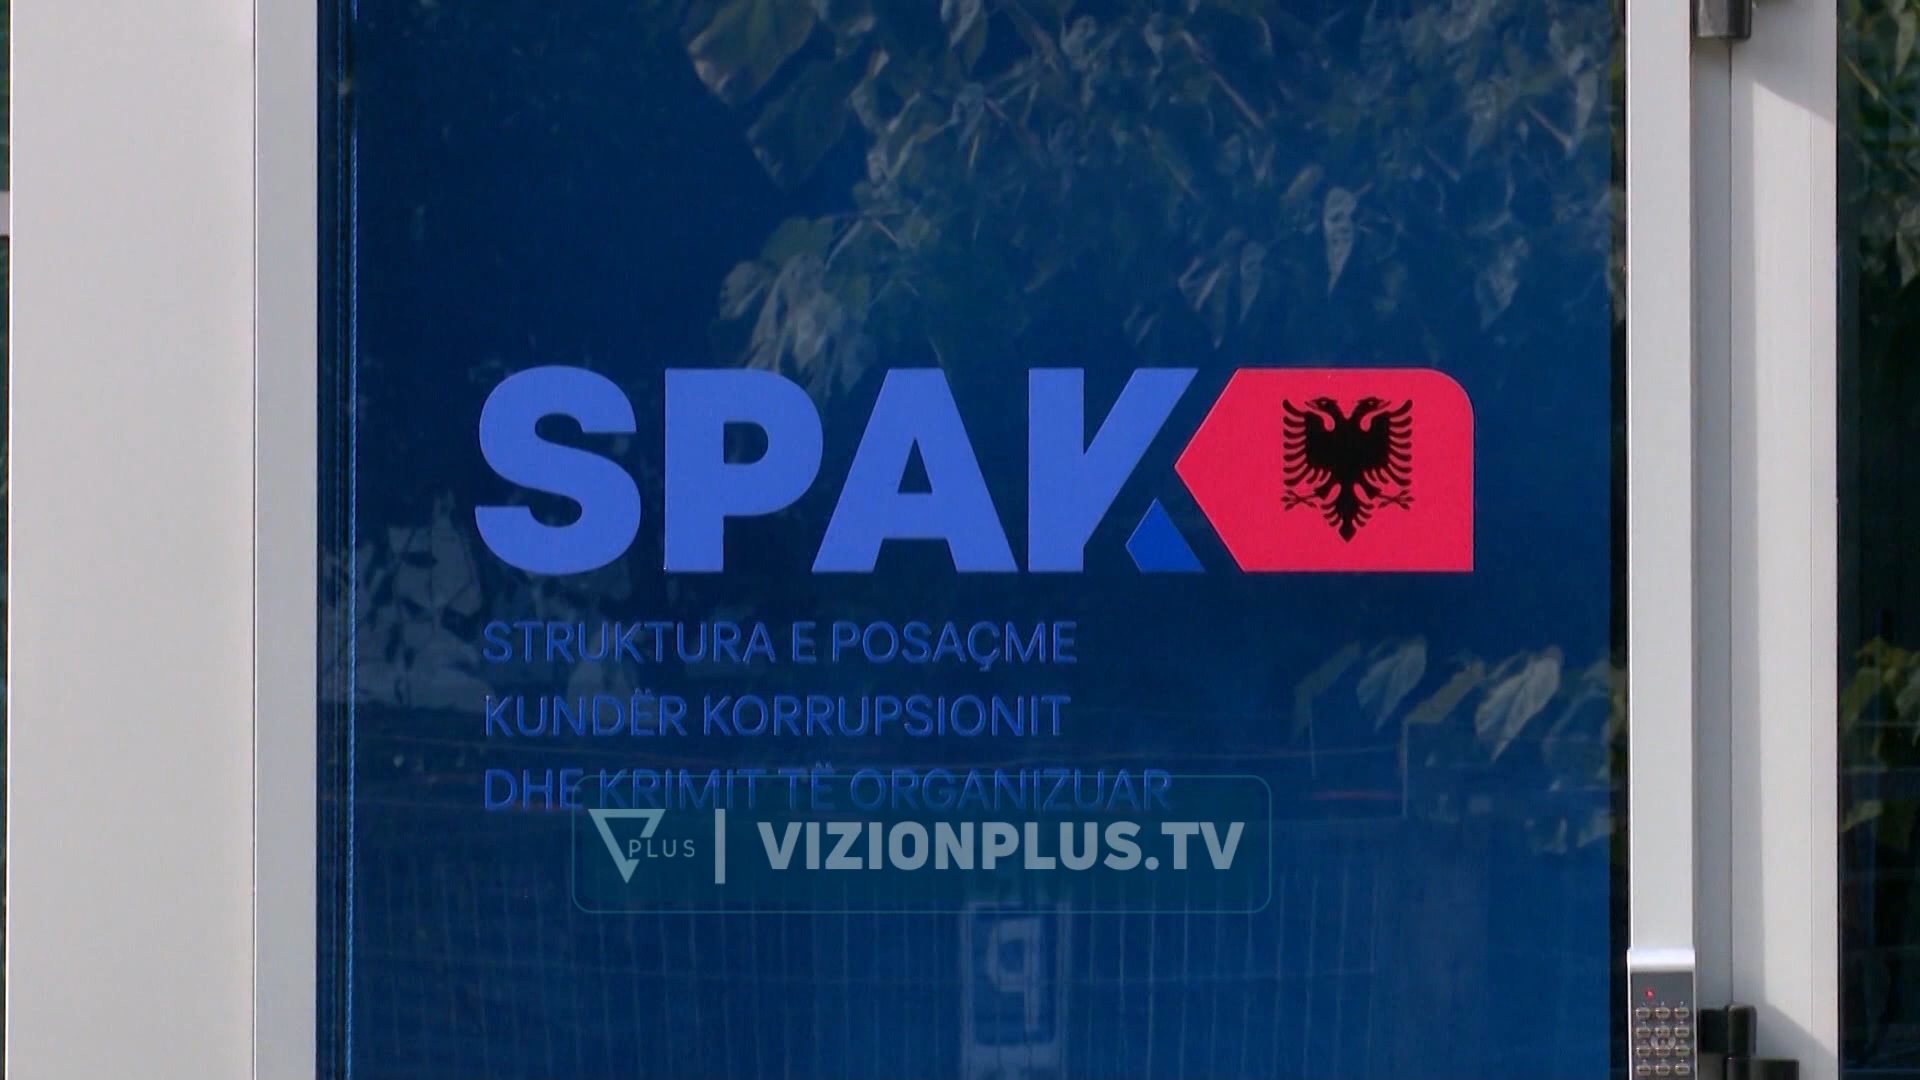 SPAK
STRUKTURA E POSAÇME
KUNDËR KORRUPSIONIT
DHE KRIMIT TË ORGANIZUAR
PLUS | VIZIONPLUS.TV
P